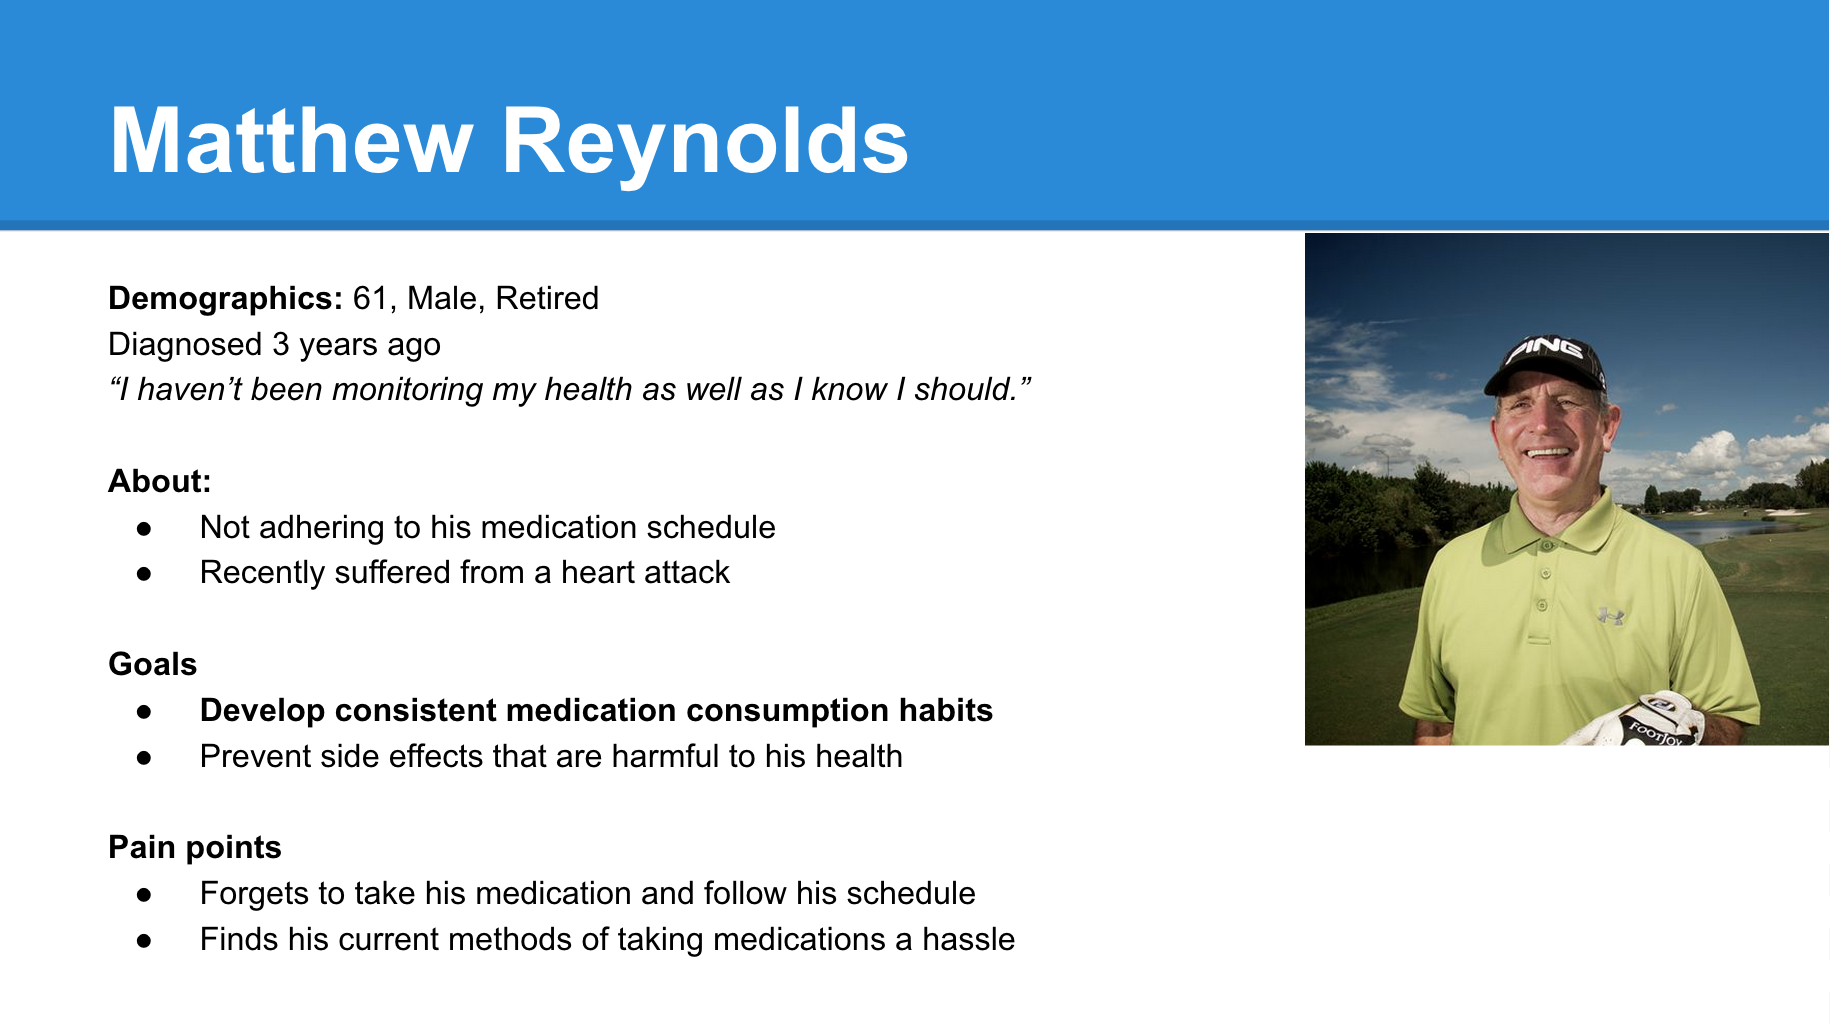 Matthew Reynolds
Demographics: 61, Male, Retired
Diagnosed 3 years ago
“I haven’t been monitoring my health as well as I know I should.”
About:
● Not adhering to his medication schedule
● Recently suffered from a heart attack
Goals
● Develop consistent medication consumption habits
● Prevent side effects that are harmful to his health
Pain points
● Forgets to take his medication and follow his schedule
● Finds his current methods of taking medications a hassle
PING
FOOTJOY